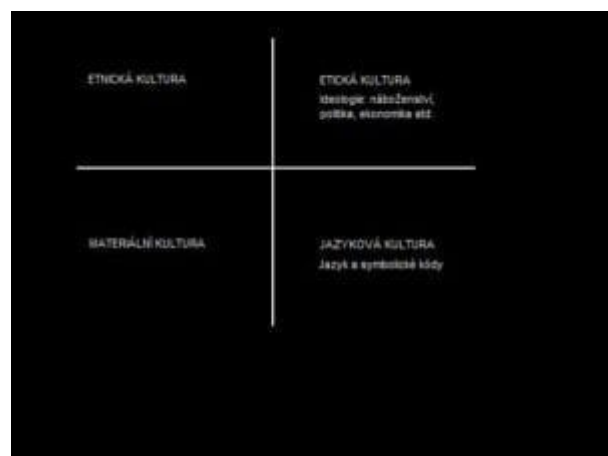 ETNICKÁ KULTURA
ETICKÁ KULTURA
Ideologie: náboženství,
politika, ekonomika atd.
MATERIÁLNÍ KULTURA
JAZYKOVÁ KULTURA
Jazyk a symbolické kódy